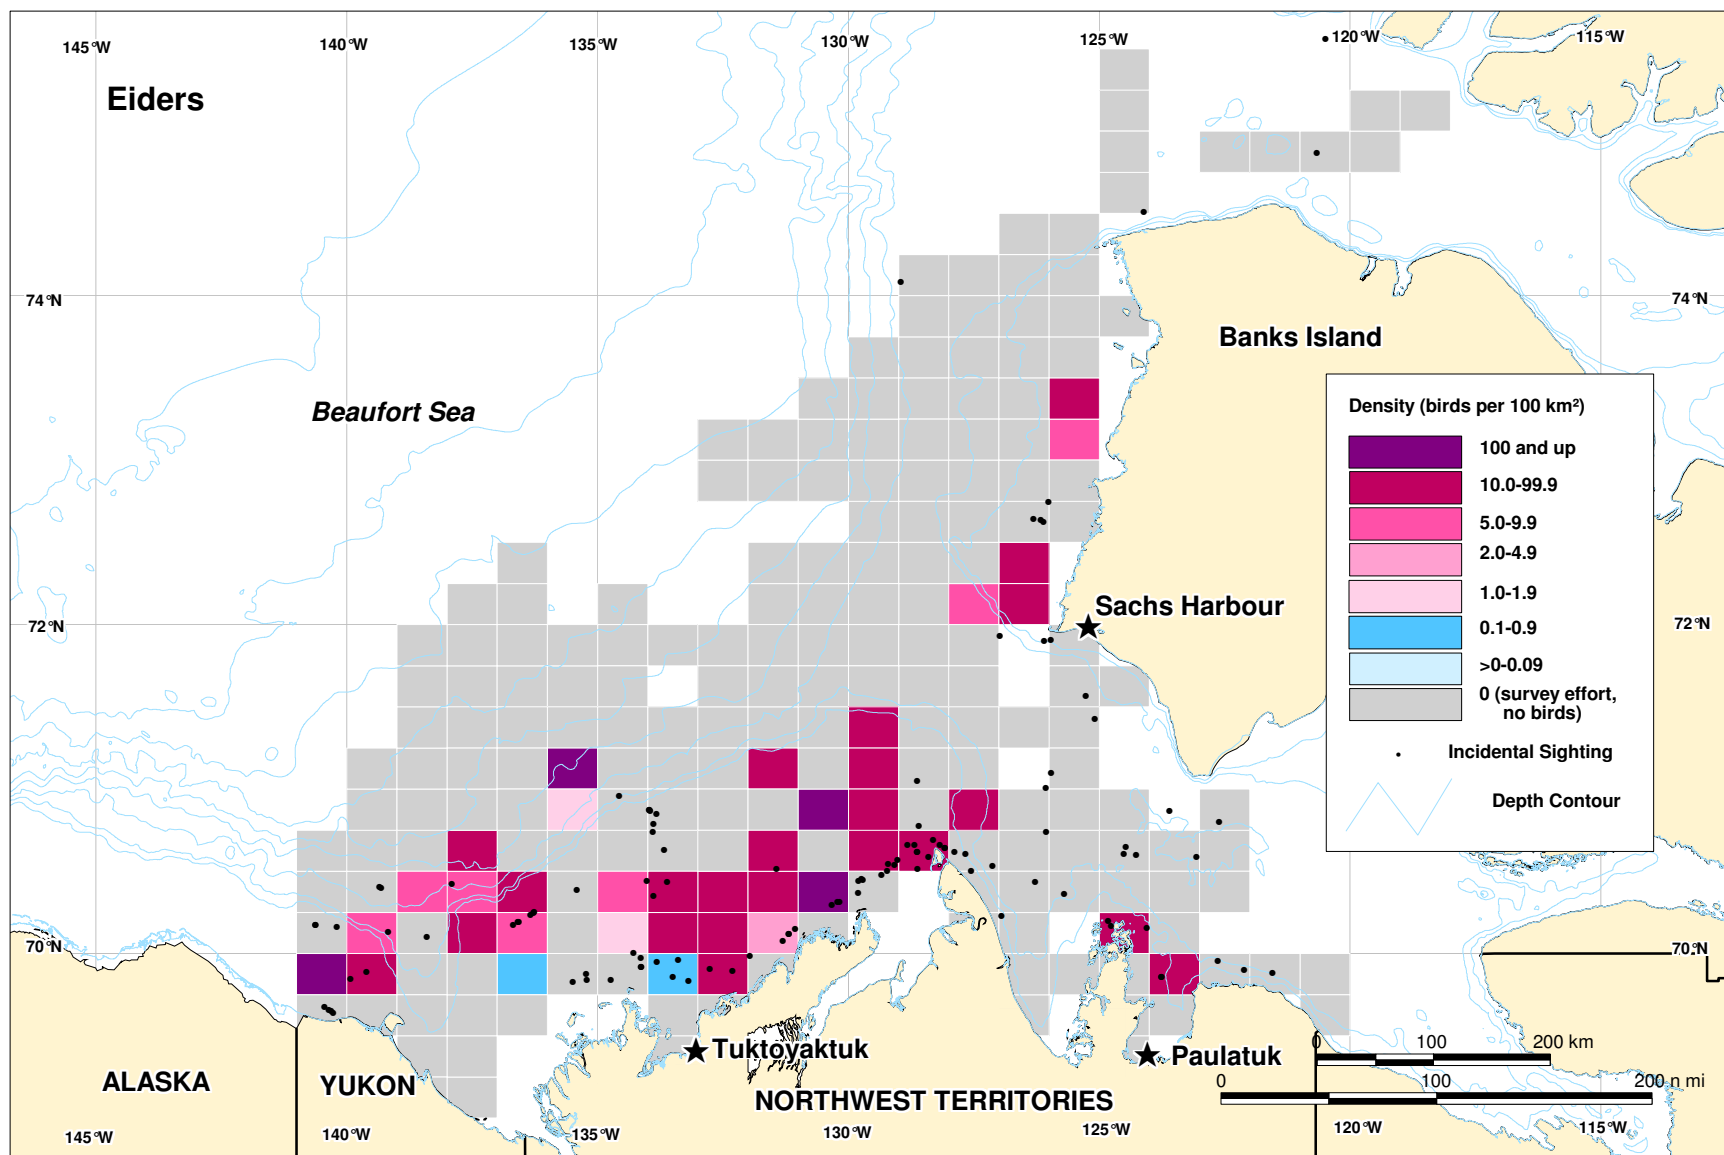 145°W
140°W
135°W
130°W
125°W
120°W
115°W
Eiders
74°N
74°N
Banks Island
Beaufort Sea
Density (birds per 100 km²)
100 and up
10.0-99.9
5.0-9.9
2.0-4.9
1.0-1.9
0.1-0.9
>0-0.09
0 (survey effort,
no birds)
Incidental Sighting
Depth Contour
Sachs Harbour
72°N
72°N
70°N
70°N
Tuktoyaktuk
Paulatuk
0 100 200 km
0 100 200 n mi
ALASKA
YUKON
NORTHWEST TERRITORIES
145°W
140°W
135°W
130°W
125°W
120°W
115°W